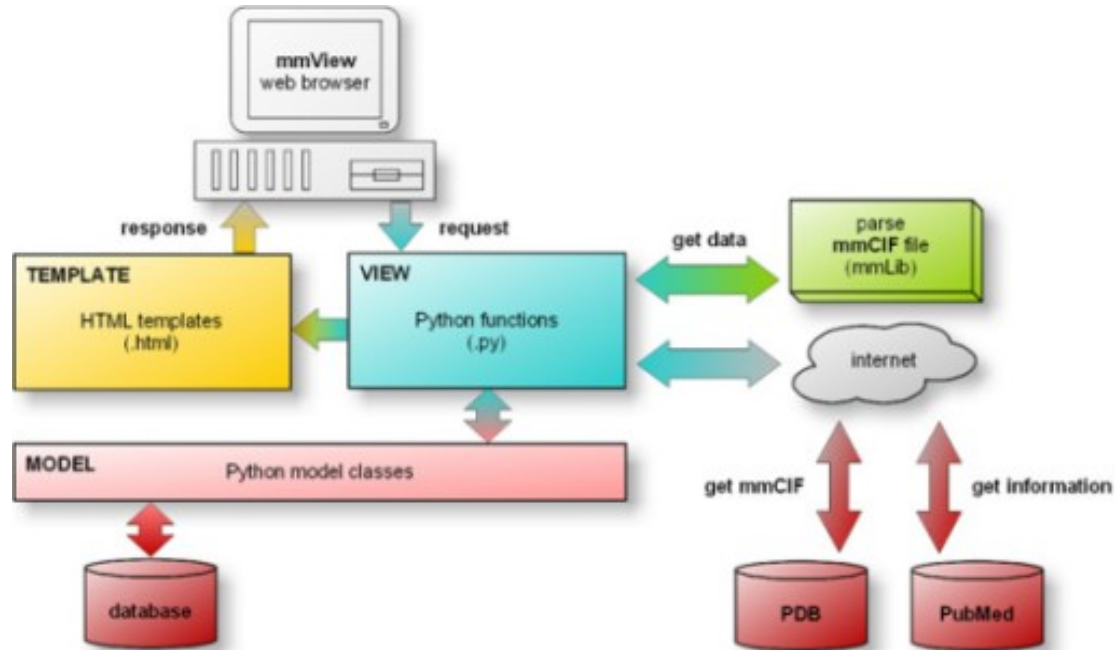 mmView
web browser
response
request
TEMPLATE
HTML templates
(.html)
VIEW
Python functions
(.py)
get data
parse
mmCIF file
(mmLib)
internet
MODEL
Python model classes
get mmCIF
get information
database
PDB
PubMed